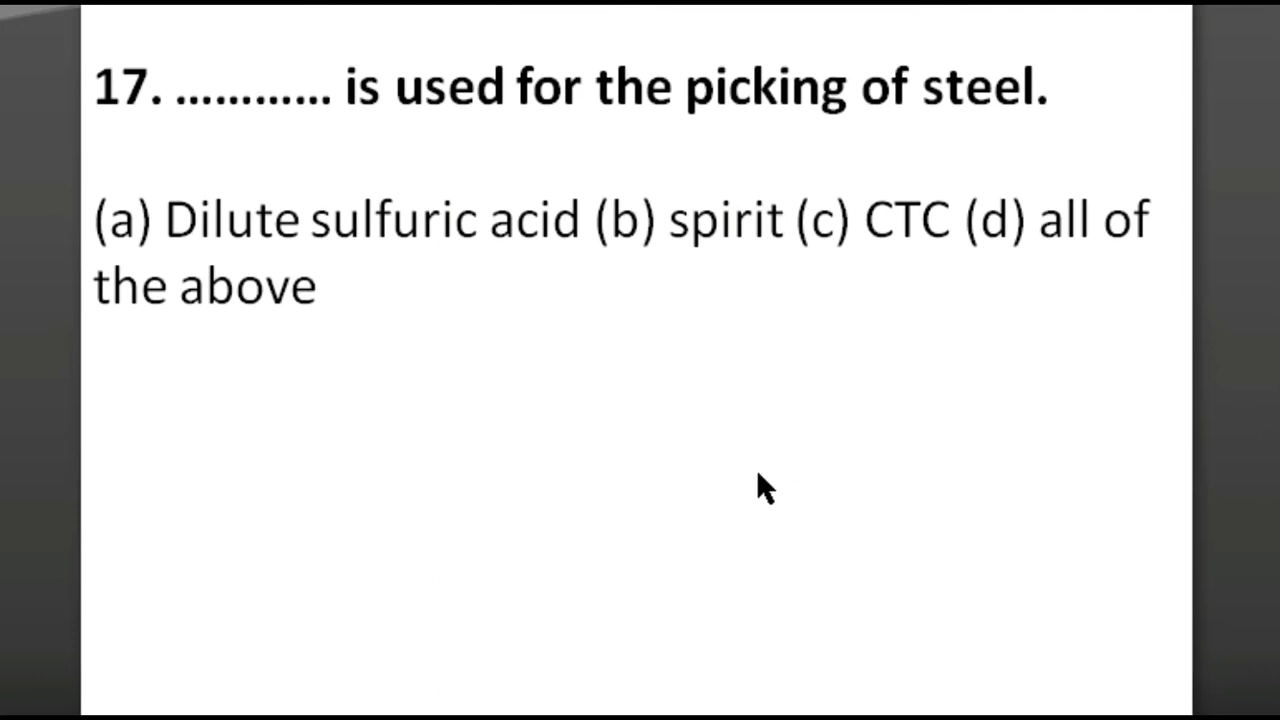 17. ............ is used for the picking of steel.
(a) Dilute sulfuric acid (b) spirit (c) CTC (d) all of
the above